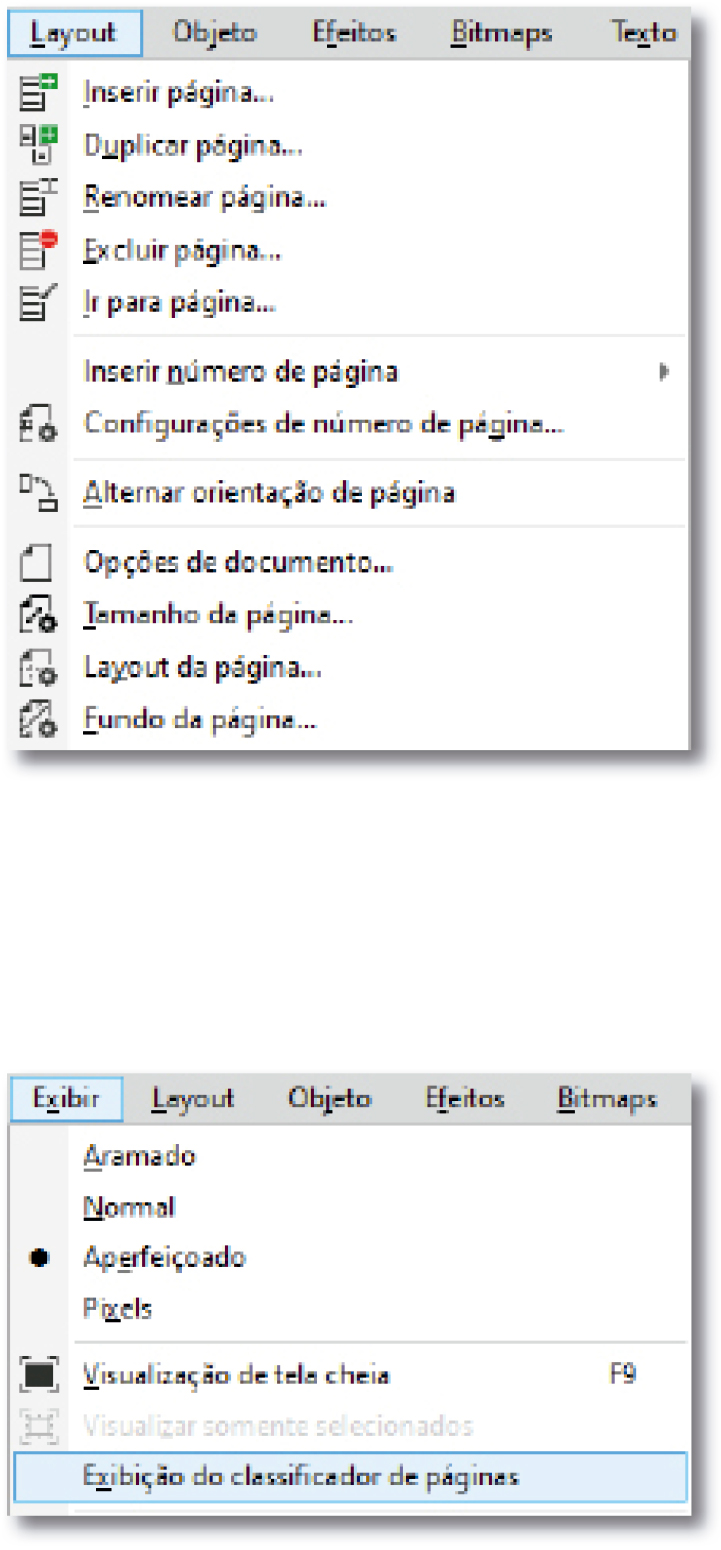 Layout Objeto Efeitos Bitmaps Texto
Inserir página...
Duplicar página...
Renomear página...
Excluir página...
Ir para página...
Inserir número de página
Configurações de número de página...
Alternar orientação de página
Opções de documento...
Tamanho da página...
Layout da página...
Fundo da página...
Exibir Layout Objeto Efeitos Bitmaps
Aramado
Normal
Aperfeiçoado
Pixels
Visualização de tela cheia F9
Visualizar somente selecionados
Exibição do classificador de páginas